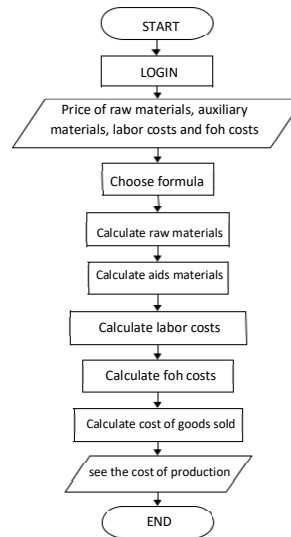 START
LOGIN
Price of raw materials, auxiliary
materials, labor costs and foh costs
Choose formula
Calculate raw materials
Calculate aids materials
Calculate labor costs
Calculate foh costs
Calculate cost of goods sold
see the cost of production
END